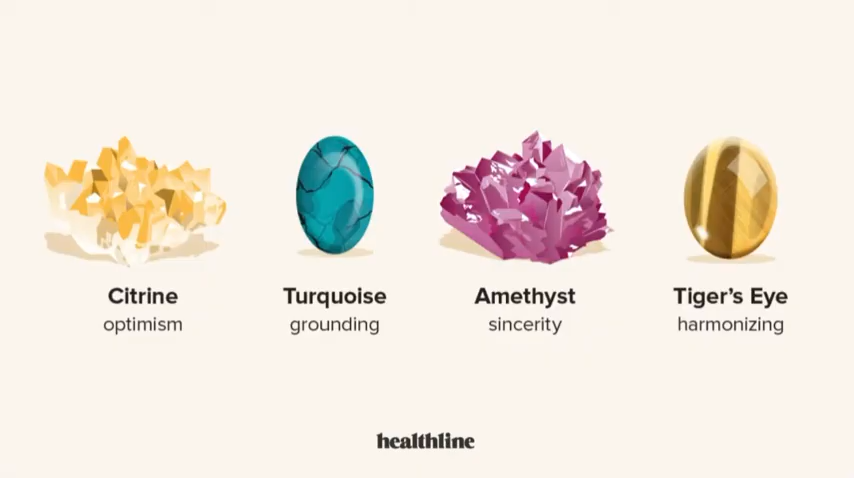 Citrine
optimism
Turquoise
grounding
Amethyst
sincerity
Tiger’s Eye
harmonizing
healthline